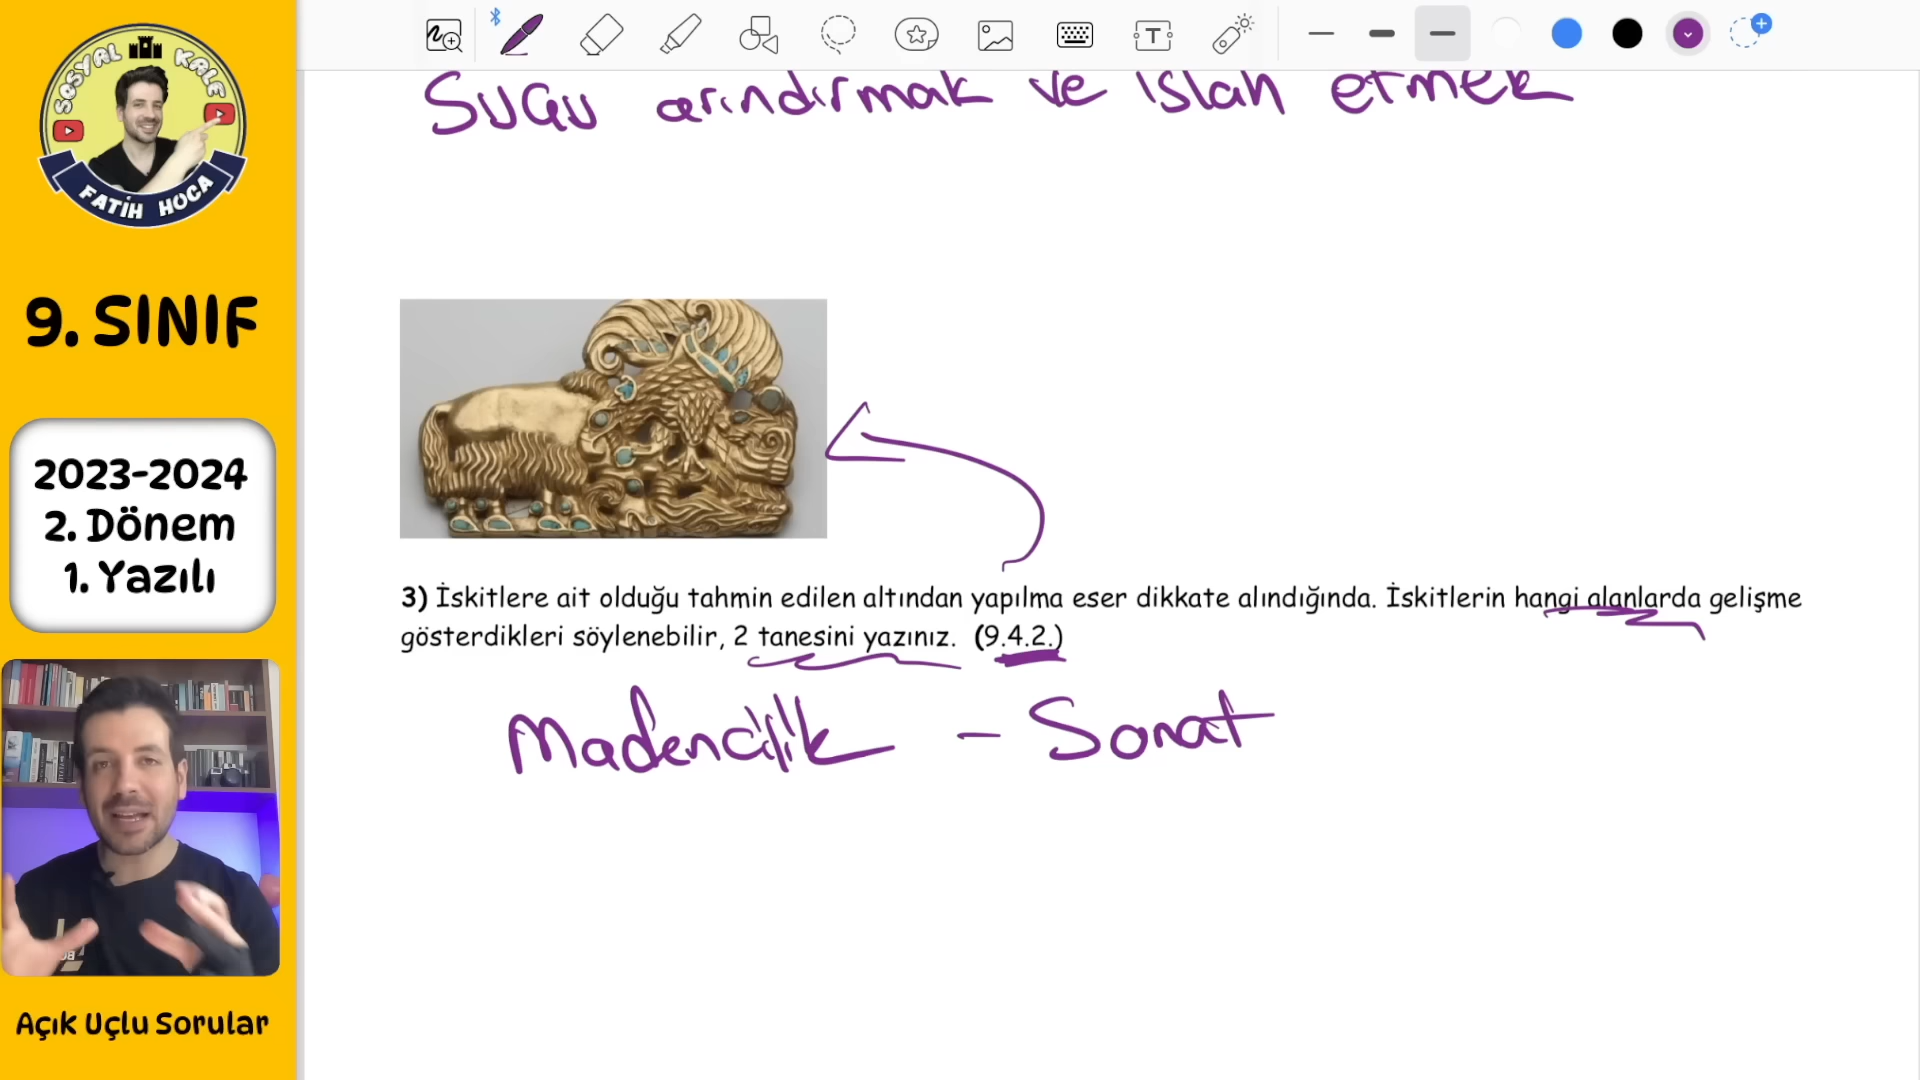 SOSYAL KALE
FATİH HOCA
9. SINIF
2023-2024
2. Dönem
1. Yazılı
Açık Uçlu Sorular
T
Suçu arındırmak ve ıslah etmek
3) İskitlere ait olduğu tahmin edilen altından yapılma eser dikkate alındığında. İskitlerin hangi alanlarda gelişme
gösterdikleri söylenebilir, 2 tanesini yazınız. (9.4.2.)
Madencilik - Sanat